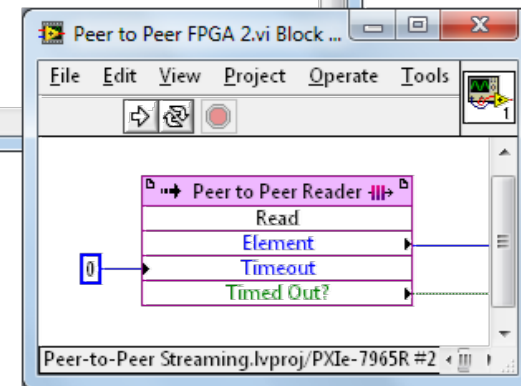 Peer to Peer FPGA 2.vi Block ...
File Edit View Project Operate Tools
1
Peer to Peer Reader
Read
Element
0 Timeout
Timed Out?
Peer-to-Peer Streaming.lvproj/PXIe-7965R #2